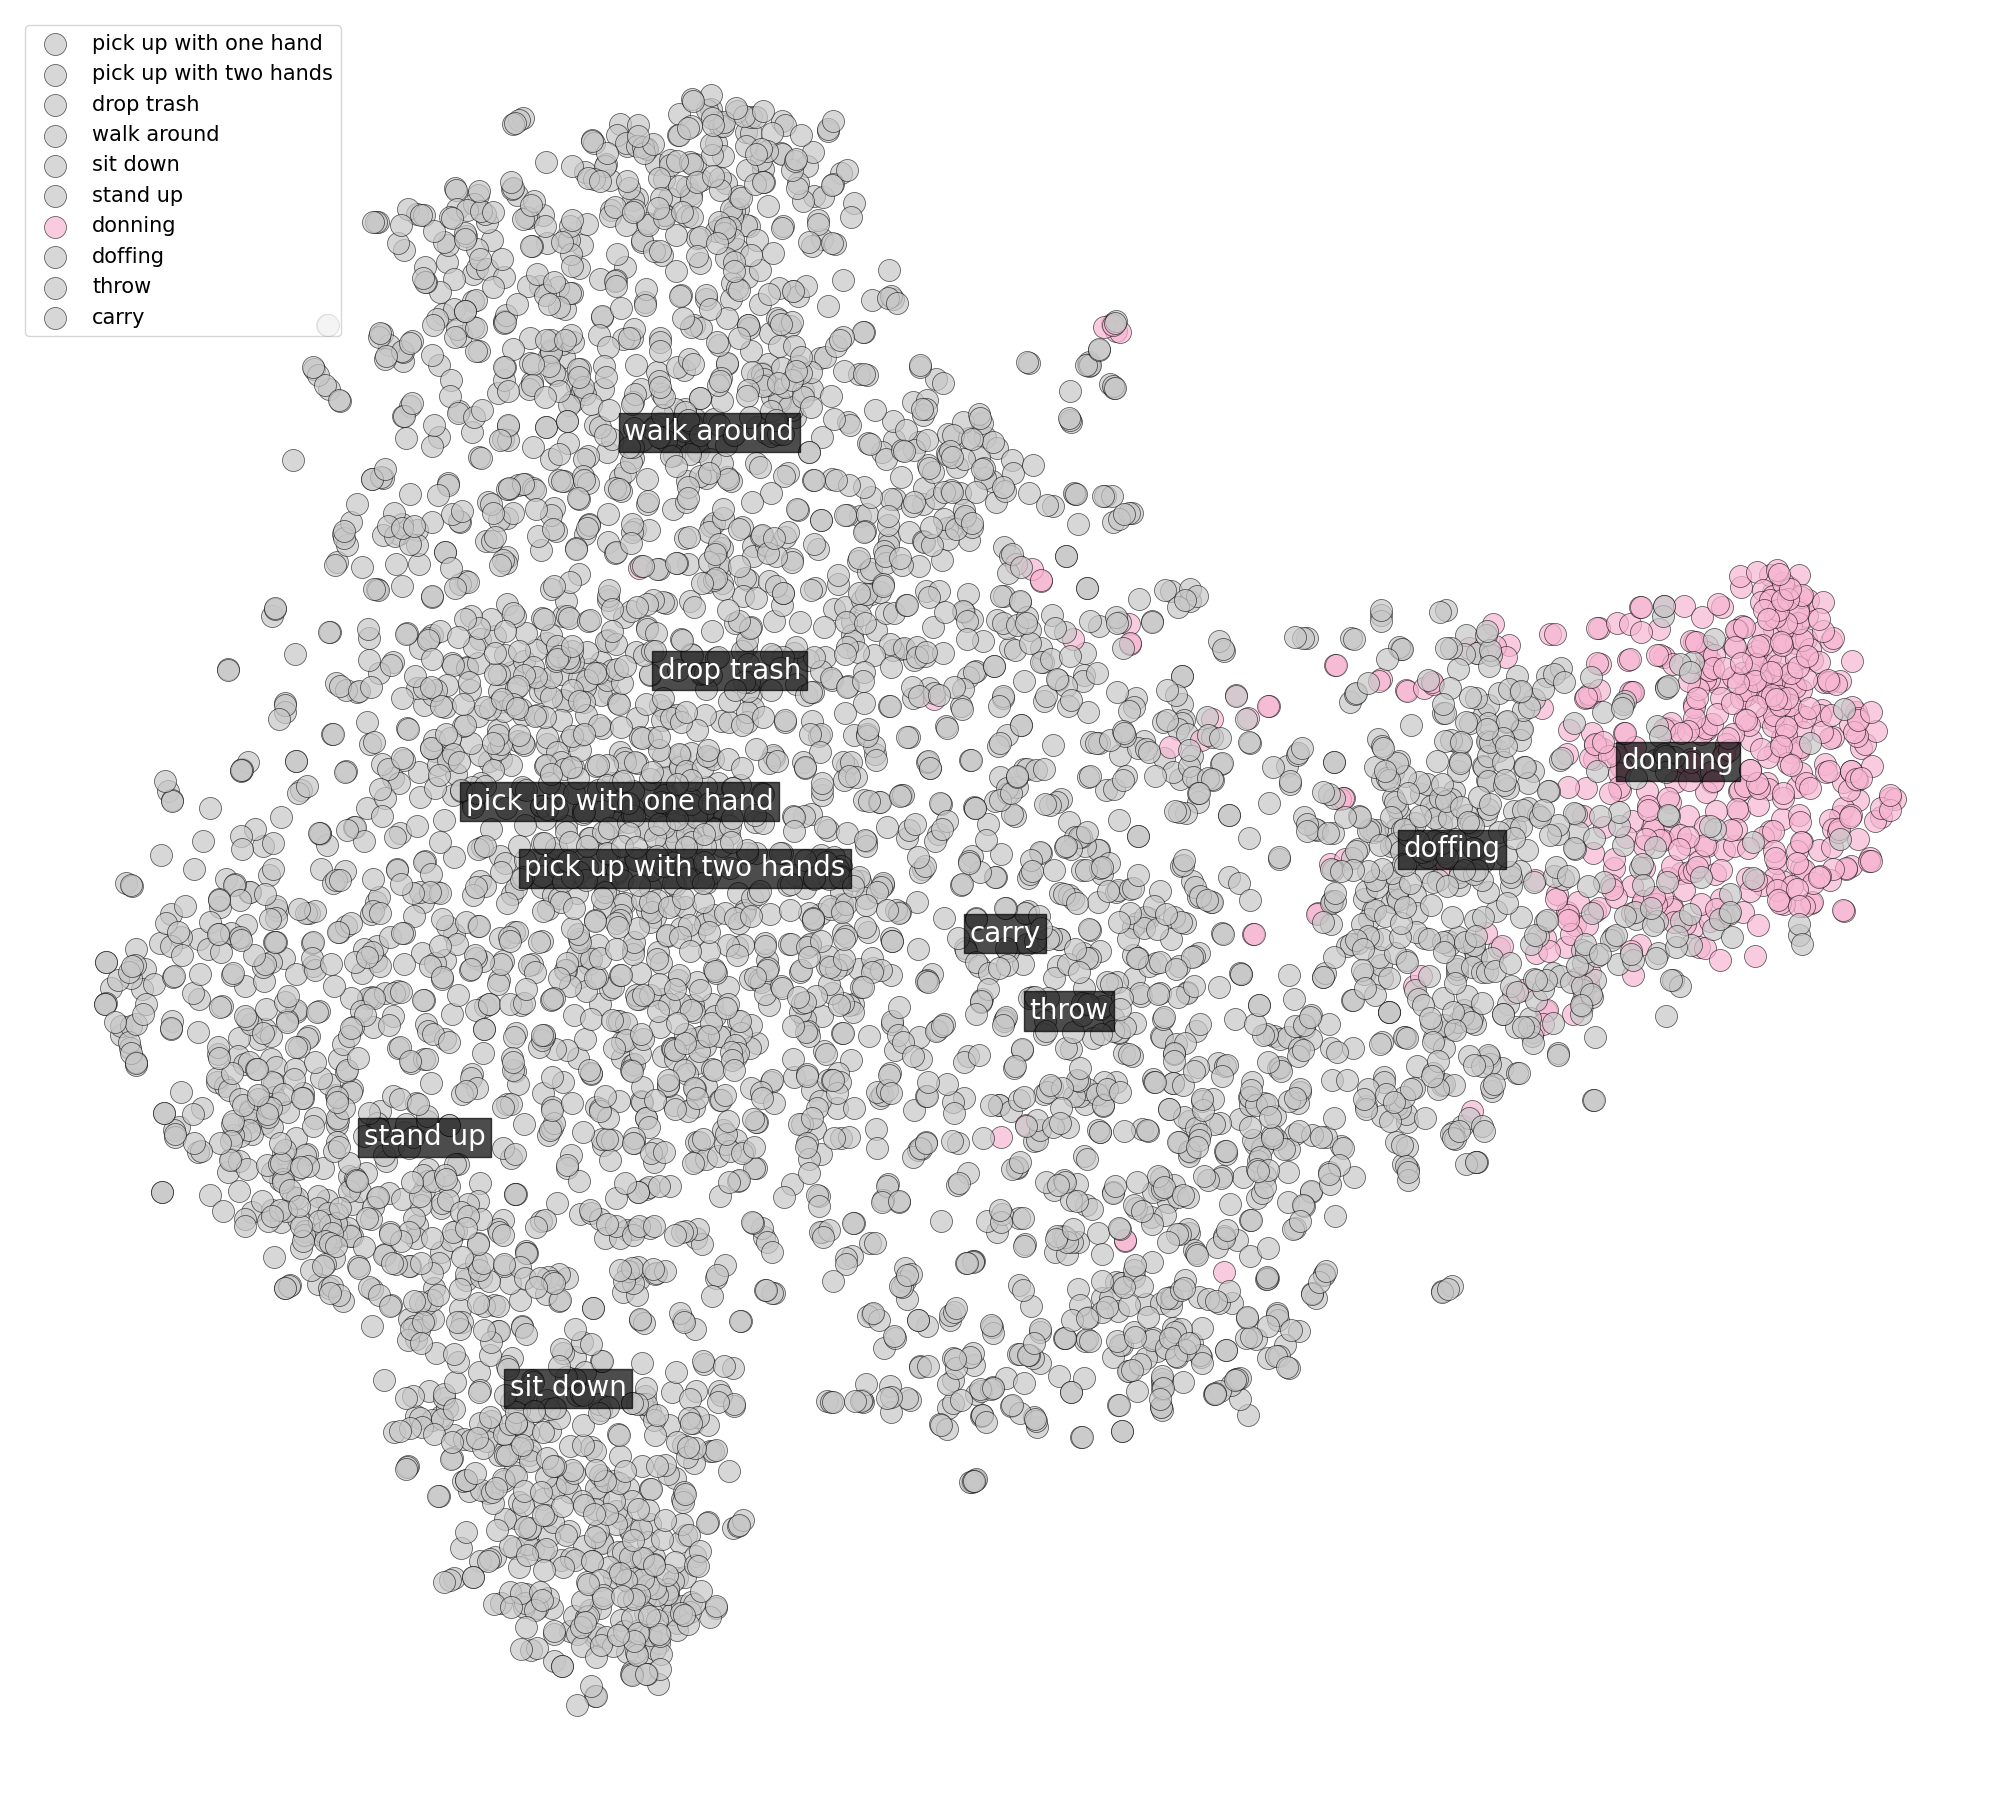 pick up with one hand
pick up with two hands
drop trash
walk around
sit down
stand up
donning
doffing
throw
carry
walk around
drop trash
donning
pick up with one hand
doffing
pick up with two hands
carry
throw
stand up
sit down